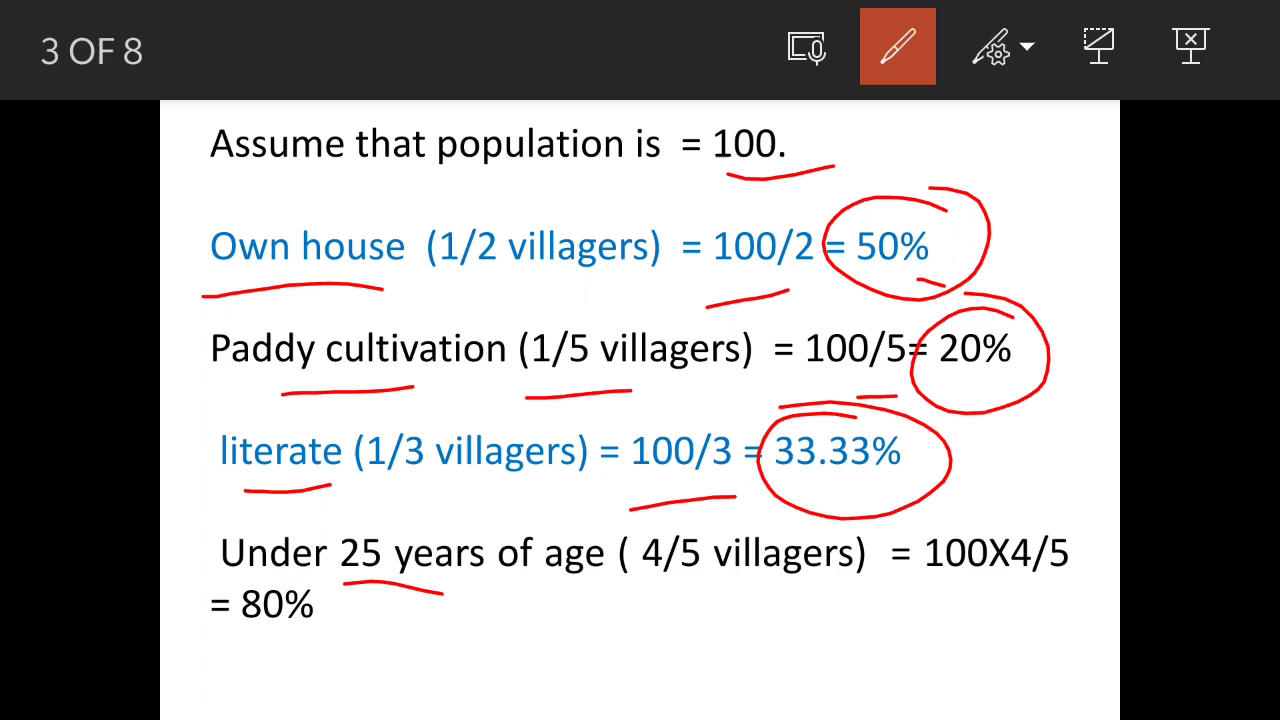 3 OF 8
Assume that population is = 100.
Own house (1/2 villagers) = 100/2 = 50%
Paddy cultivation (1/5 villagers) = 100/5= 20%
literate (1/3 villagers) = 100/3 = 33.33%
Under 25 years of age ( 4/5 villagers) = 100X4/5
= 80%